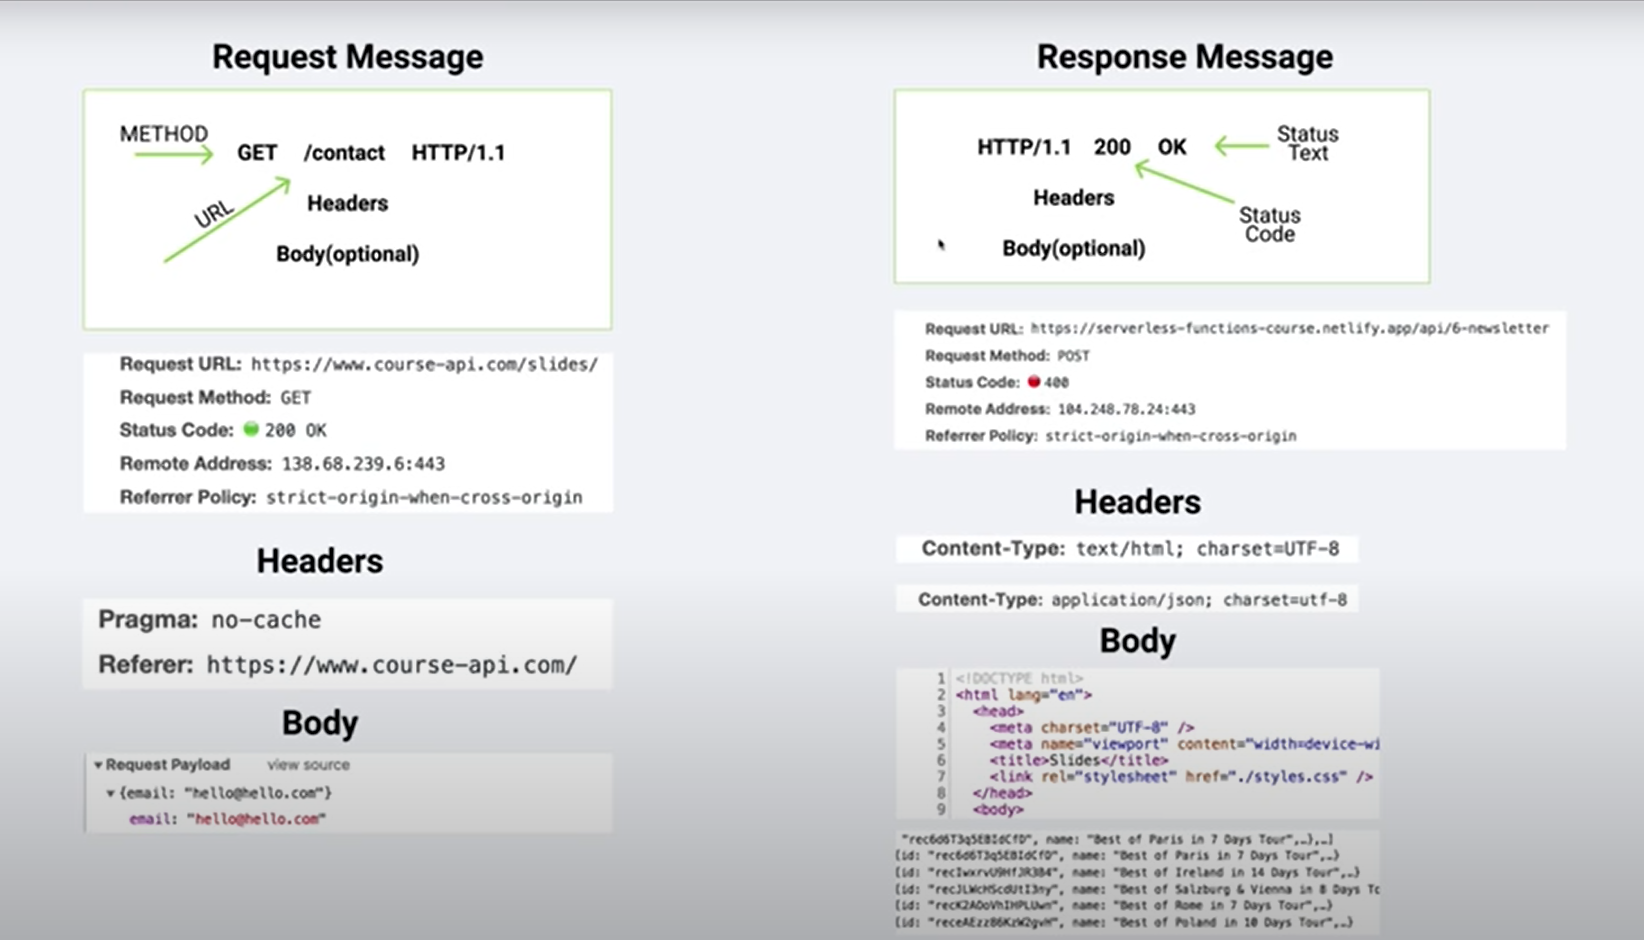 Request Message
METHOD
GET /contact HTTP/1.1
URL
Headers
Body(optional)
Request URL: https://www.course-api.com/slides/
Request Method: GET
Status Code: 200 OK
Remote Address: 138.68.239.6:443
Referrer Policy: strict-origin-when-cross-origin
Headers
Pragma: no-cache
Referer: https://www.course-api.com/
Body
Request Payload view source
{email: "hello@hello.com"}
email: "hello@hello.com"
Response Message
HTTP/1.1 200 OK
Status
Text
Headers
Status
Code
Body(optional)
Request URL: https://serverless-functions-course.netlify.app/api/6-newsletter
Request Method: POST
Status Code: 400
Remote Address: 104.248.78.24:443
Referrer Policy: strict-origin-when-cross-origin
Headers
Content-Type: text/html; charset=UTF-8
Content-Type: application/json; charset=utf-8
Body
1 <!DOCTYPE html>
2 <html lang="en">
3 <head>
4 <meta charset="UTF-8" />
5 <meta name="viewport" content="width=device-wi
6 <title>Slides</title>
7 <link rel="stylesheet" href="./styles.css" />
8 </head>
9 <body>
"rec6d6T3q5EBIdCfD", name: "Best of Paris in 7 Days Tour",…},…]
{id: "rec6d6T3q5EBIdCfD", name: "Best of Paris in 7 Days Tour",…}
{id: "recIwxrvU9HfJR3B4", name: "Best of Ireland in 14 Days Tour",…}
{id: "recJLWcHScdUtI3ny", name: "Best of Salzburg & Vienna in 8 Days To
{id: name: "Best of Rome in 7 Days Tour",…}
{id: name: "Best of Poland in 10 Days Tour",…}